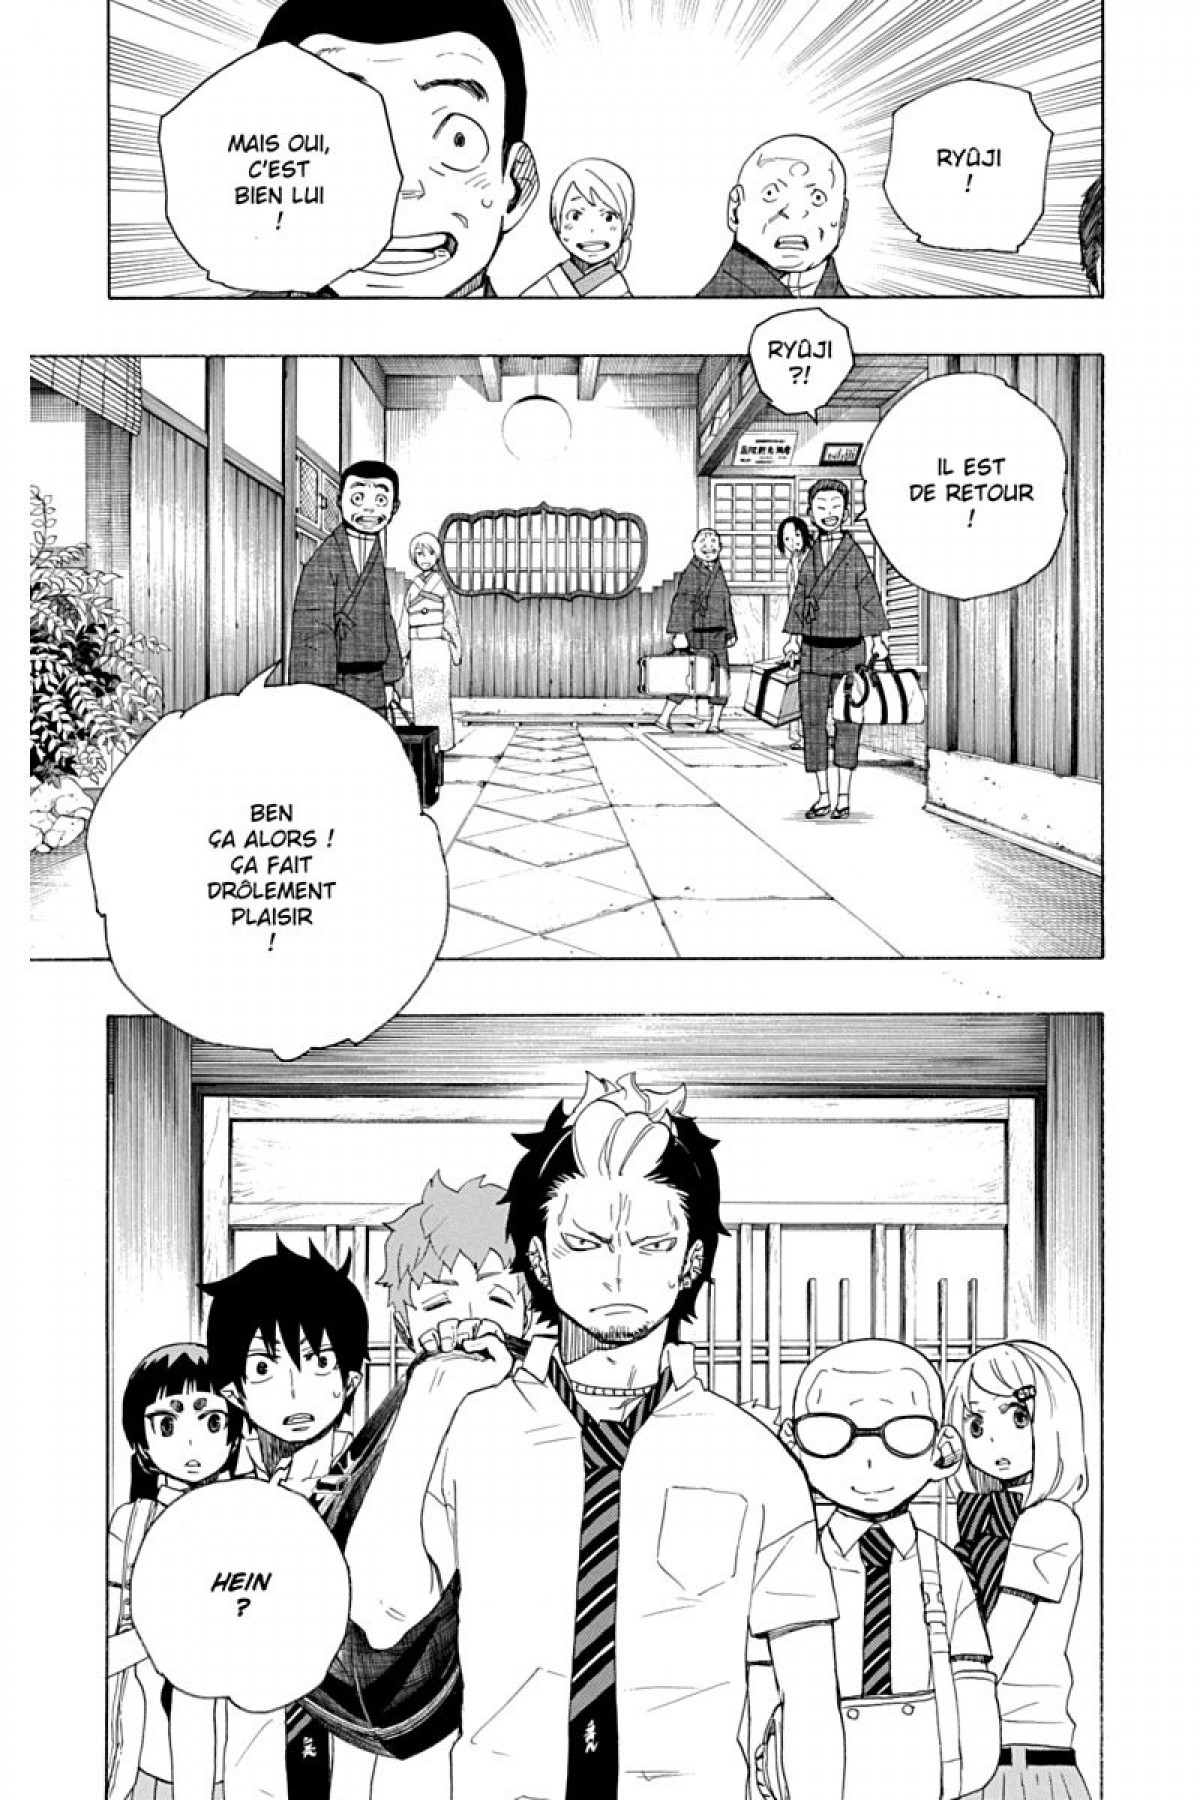 RYÛJI
!
MAIS OUI,
C'EST
BIEN LUI
!
RYÛJI
?!
IL EST
DE RETOUR
!
BEN
ÇA ALORS !
ÇA FAIT
DRÔLEMENT
PLAISIR
!
HEIN
?